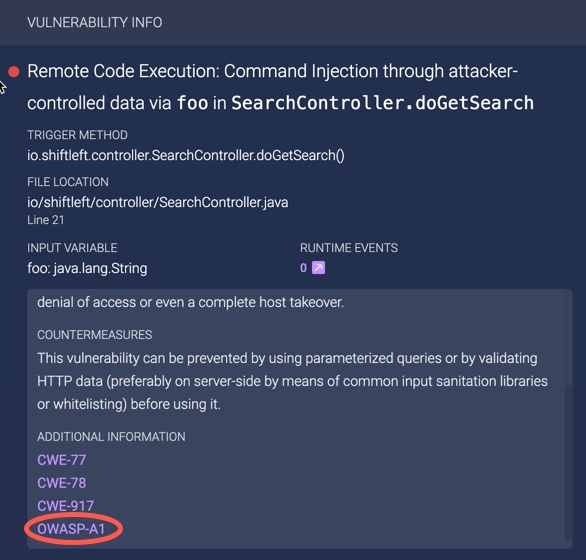 VULNERABILITY INFO
Remote Code Execution: Command Injection through attacker-
controlled data via foo in SearchController.doGetSearch
TRIGGER METHOD
io.shiftleft.controller.SearchController.doGetSearch()
FILE LOCATION
io/shiftleft/controller/SearchController.java
Line 21
INPUT VARIABLE
foo: java.lang.String
RUNTIME EVENTS
0
denial of access or even a complete host takeover.
COUNTERMEASURES
This vulnerability can be prevented by using parameterized queries or by validating
HTTP data (preferably on server-side by means of common input sanitation libraries
or whitelisting) before using it.
ADDITIONAL INFORMATION
CWE-77
CWE-78
CWE-917
OWASP-A1